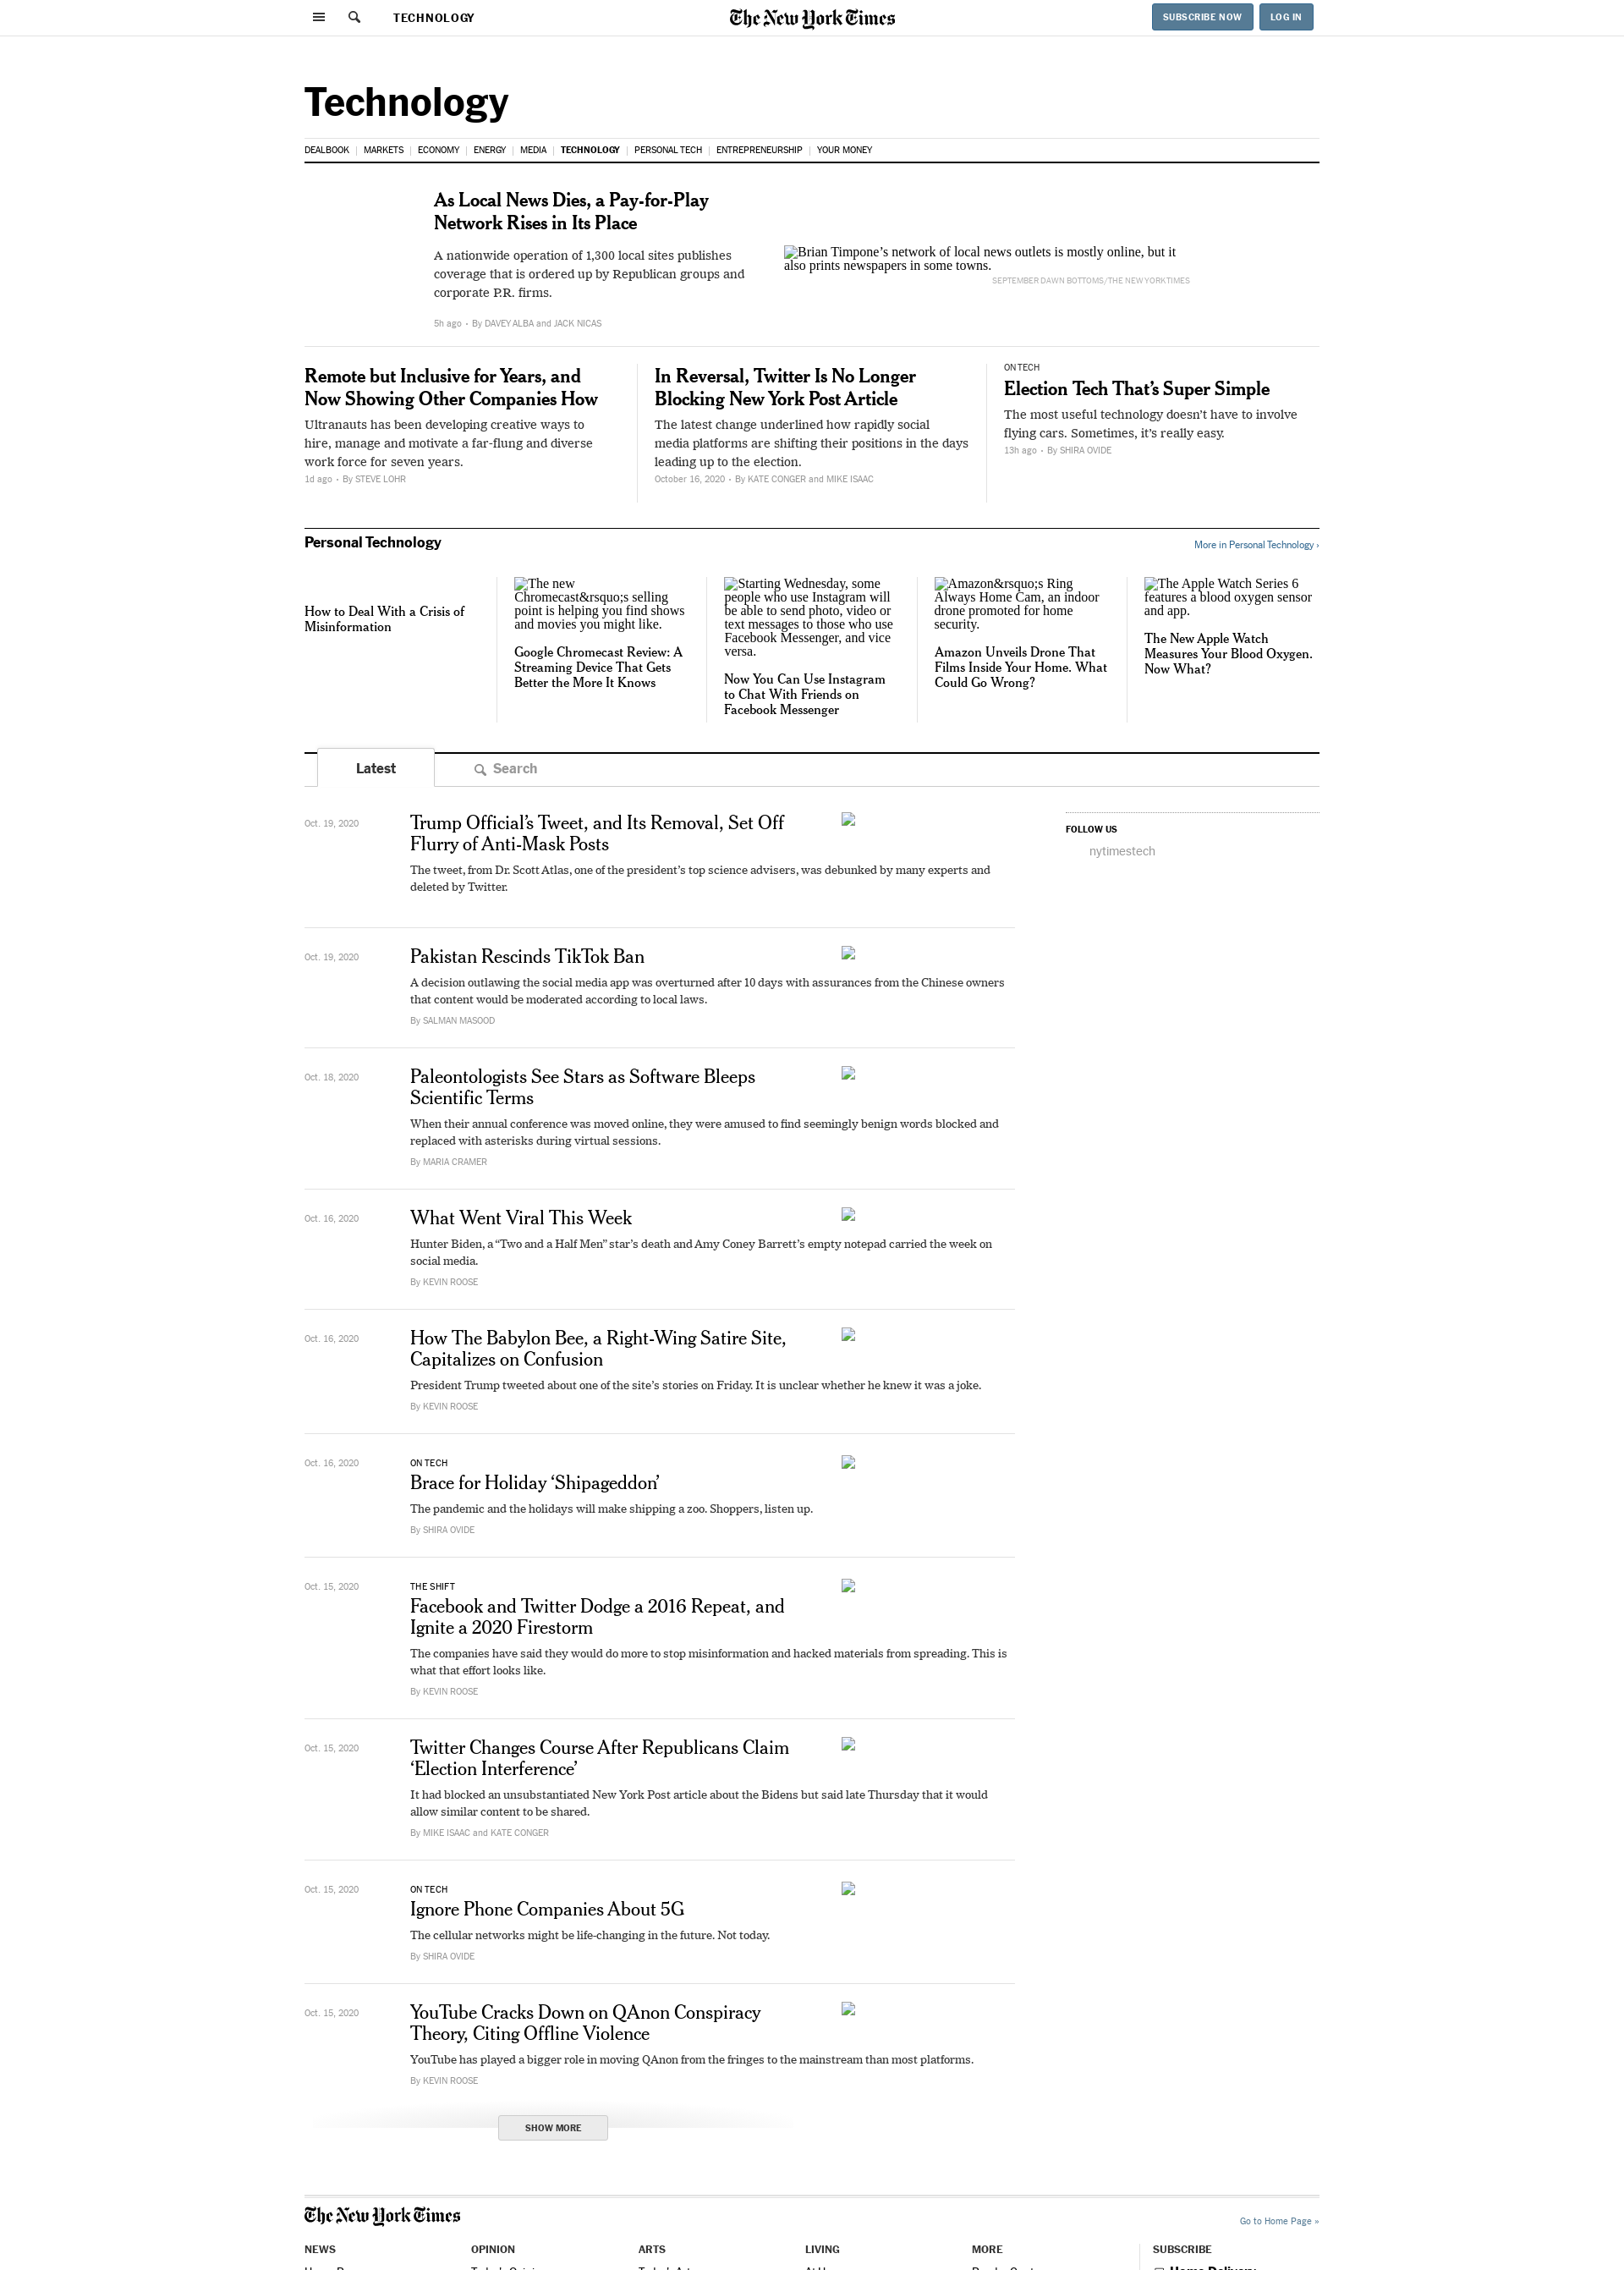 TECHNOLOGY
The New York Times
SUBSCRIBE NOW
LOG IN
Technology
DEALBOOK MARKETS ECONOMY ENERGY MEDIA TECHNOLOGY PERSONAL TECH ENTREPRENEURSHIP YOUR MONEY
As Local News Dies, a Pay-for-Play
Network Rises in Its Place
A nationwide operation of 1,300 local sites publishes
coverage that is ordered up by Republican groups and
corporate P.R. firms.
5h ago • By DAVEY ALBA and JACK NICAS
Brian Timpone’s network of local news outlets is mostly online, but it
also prints newspapers in some towns.
SEPTEMBER DAWN BOTTOMS/THE NEW YORK TIMES
Remote but Inclusive for Years, and
Now Showing Other Companies How
Ultranauts has been developing creative ways to
hire, manage and motivate a far-flung and diverse
work force for seven years.
1d ago • By STEVE LOHR
In Reversal, Twitter Is No Longer
Blocking New York Post Article
The latest change underlined how rapidly social
media platforms are shifting their positions in the days
leading up to the election.
October 16, 2020 • By KATE CONGER and MIKE ISAAC
ON TECH
Election Tech That’s Super Simple
The most useful technology doesn’t have to involve
flying cars. Sometimes, it’s really easy.
13h ago • By SHIRA OVIDE
Personal Technology
More in Personal Technology ›
How to Deal With a Crisis of
Misinformation
The new
Chromecast&rsquo;s selling
point is helping you find shows
and movies you might like.
Google Chromecast Review: A
Streaming Device That Gets
Better the More It Knows
Starting Wednesday, some
people who use Instagram will
be able to send photo, video or
text messages to those who use
Facebook Messenger, and vice
versa.
Now You Can Use Instagram
to Chat With Friends on
Facebook Messenger
Amazon&rsquo;s Ring
Always Home Cam, an indoor
drone promoted for home
security.
Amazon Unveils Drone That
Films Inside Your Home. What
Could Go Wrong?
The Apple Watch Series 6
features a blood oxygen sensor
and app.
The New Apple Watch
Measures Your Blood Oxygen.
Now What?
Latest
Search
Oct. 19, 2020
Trump Official’s Tweet, and Its Removal, Set Off
Flurry of Anti-Mask Posts
The tweet, from Dr. Scott Atlas, one of the president’s top science advisers, was debunked by many experts and
deleted by Twitter.
FOLLOW US
nytimestech
Oct. 19, 2020
Pakistan Rescinds TikTok Ban
A decision outlawing the social media app was overturned after 10 days with assurances from the Chinese owners
that content would be moderated according to local laws.
By SALMAN MASOOD
Oct. 18, 2020
Paleontologists See Stars as Software Bleeps
Scientific Terms
When their annual conference was moved online, they were amused to find seemingly benign words blocked and
replaced with asterisks during virtual sessions.
By MARIA CRAMER
Oct. 16, 2020
What Went Viral This Week
Hunter Biden, a “Two and a Half Men” star’s death and Amy Coney Barrett’s empty notepad carried the week on
social media.
By KEVIN ROOSE
Oct. 16, 2020
How The Babylon Bee, a Right-Wing Satire Site,
Capitalizes on Confusion
President Trump tweeted about one of the site’s stories on Friday. It is unclear whether he knew it was a joke.
By KEVIN ROOSE
Oct. 16, 2020
ON TECH
Brace for Holiday ‘Shipageddon’
The pandemic and the holidays will make shipping a zoo. Shoppers, listen up.
By SHIRA OVIDE
Oct. 15, 2020
THE SHIFT
Facebook and Twitter Dodge a 2016 Repeat, and
Ignite a 2020 Firestorm
The companies have said they would do more to stop misinformation and hacked materials from spreading. This is
what that effort looks like.
By KEVIN ROOSE
Oct. 15, 2020
Twitter Changes Course After Republicans Claim
‘Election Interference’
It had blocked an unsubstantiated New York Post article about the Bidens but said late Thursday that it would
allow similar content to be shared.
By MIKE ISAAC and KATE CONGER
Oct. 15, 2020
ON TECH
Ignore Phone Companies About 5G
The cellular networks might be life-changing in the future. Not today.
By SHIRA OVIDE
Oct. 15, 2020
YouTube Cracks Down on QAnon Conspiracy
Theory, Citing Offline Violence
YouTube has played a bigger role in moving QAnon from the fringes to the mainstream than most platforms.
By KEVIN ROOSE
SHOW MORE
The New York Times
Go to Home Page »
NEWS OPINION ARTS LIVING MORE SUBSCRIBE
Home Delivery